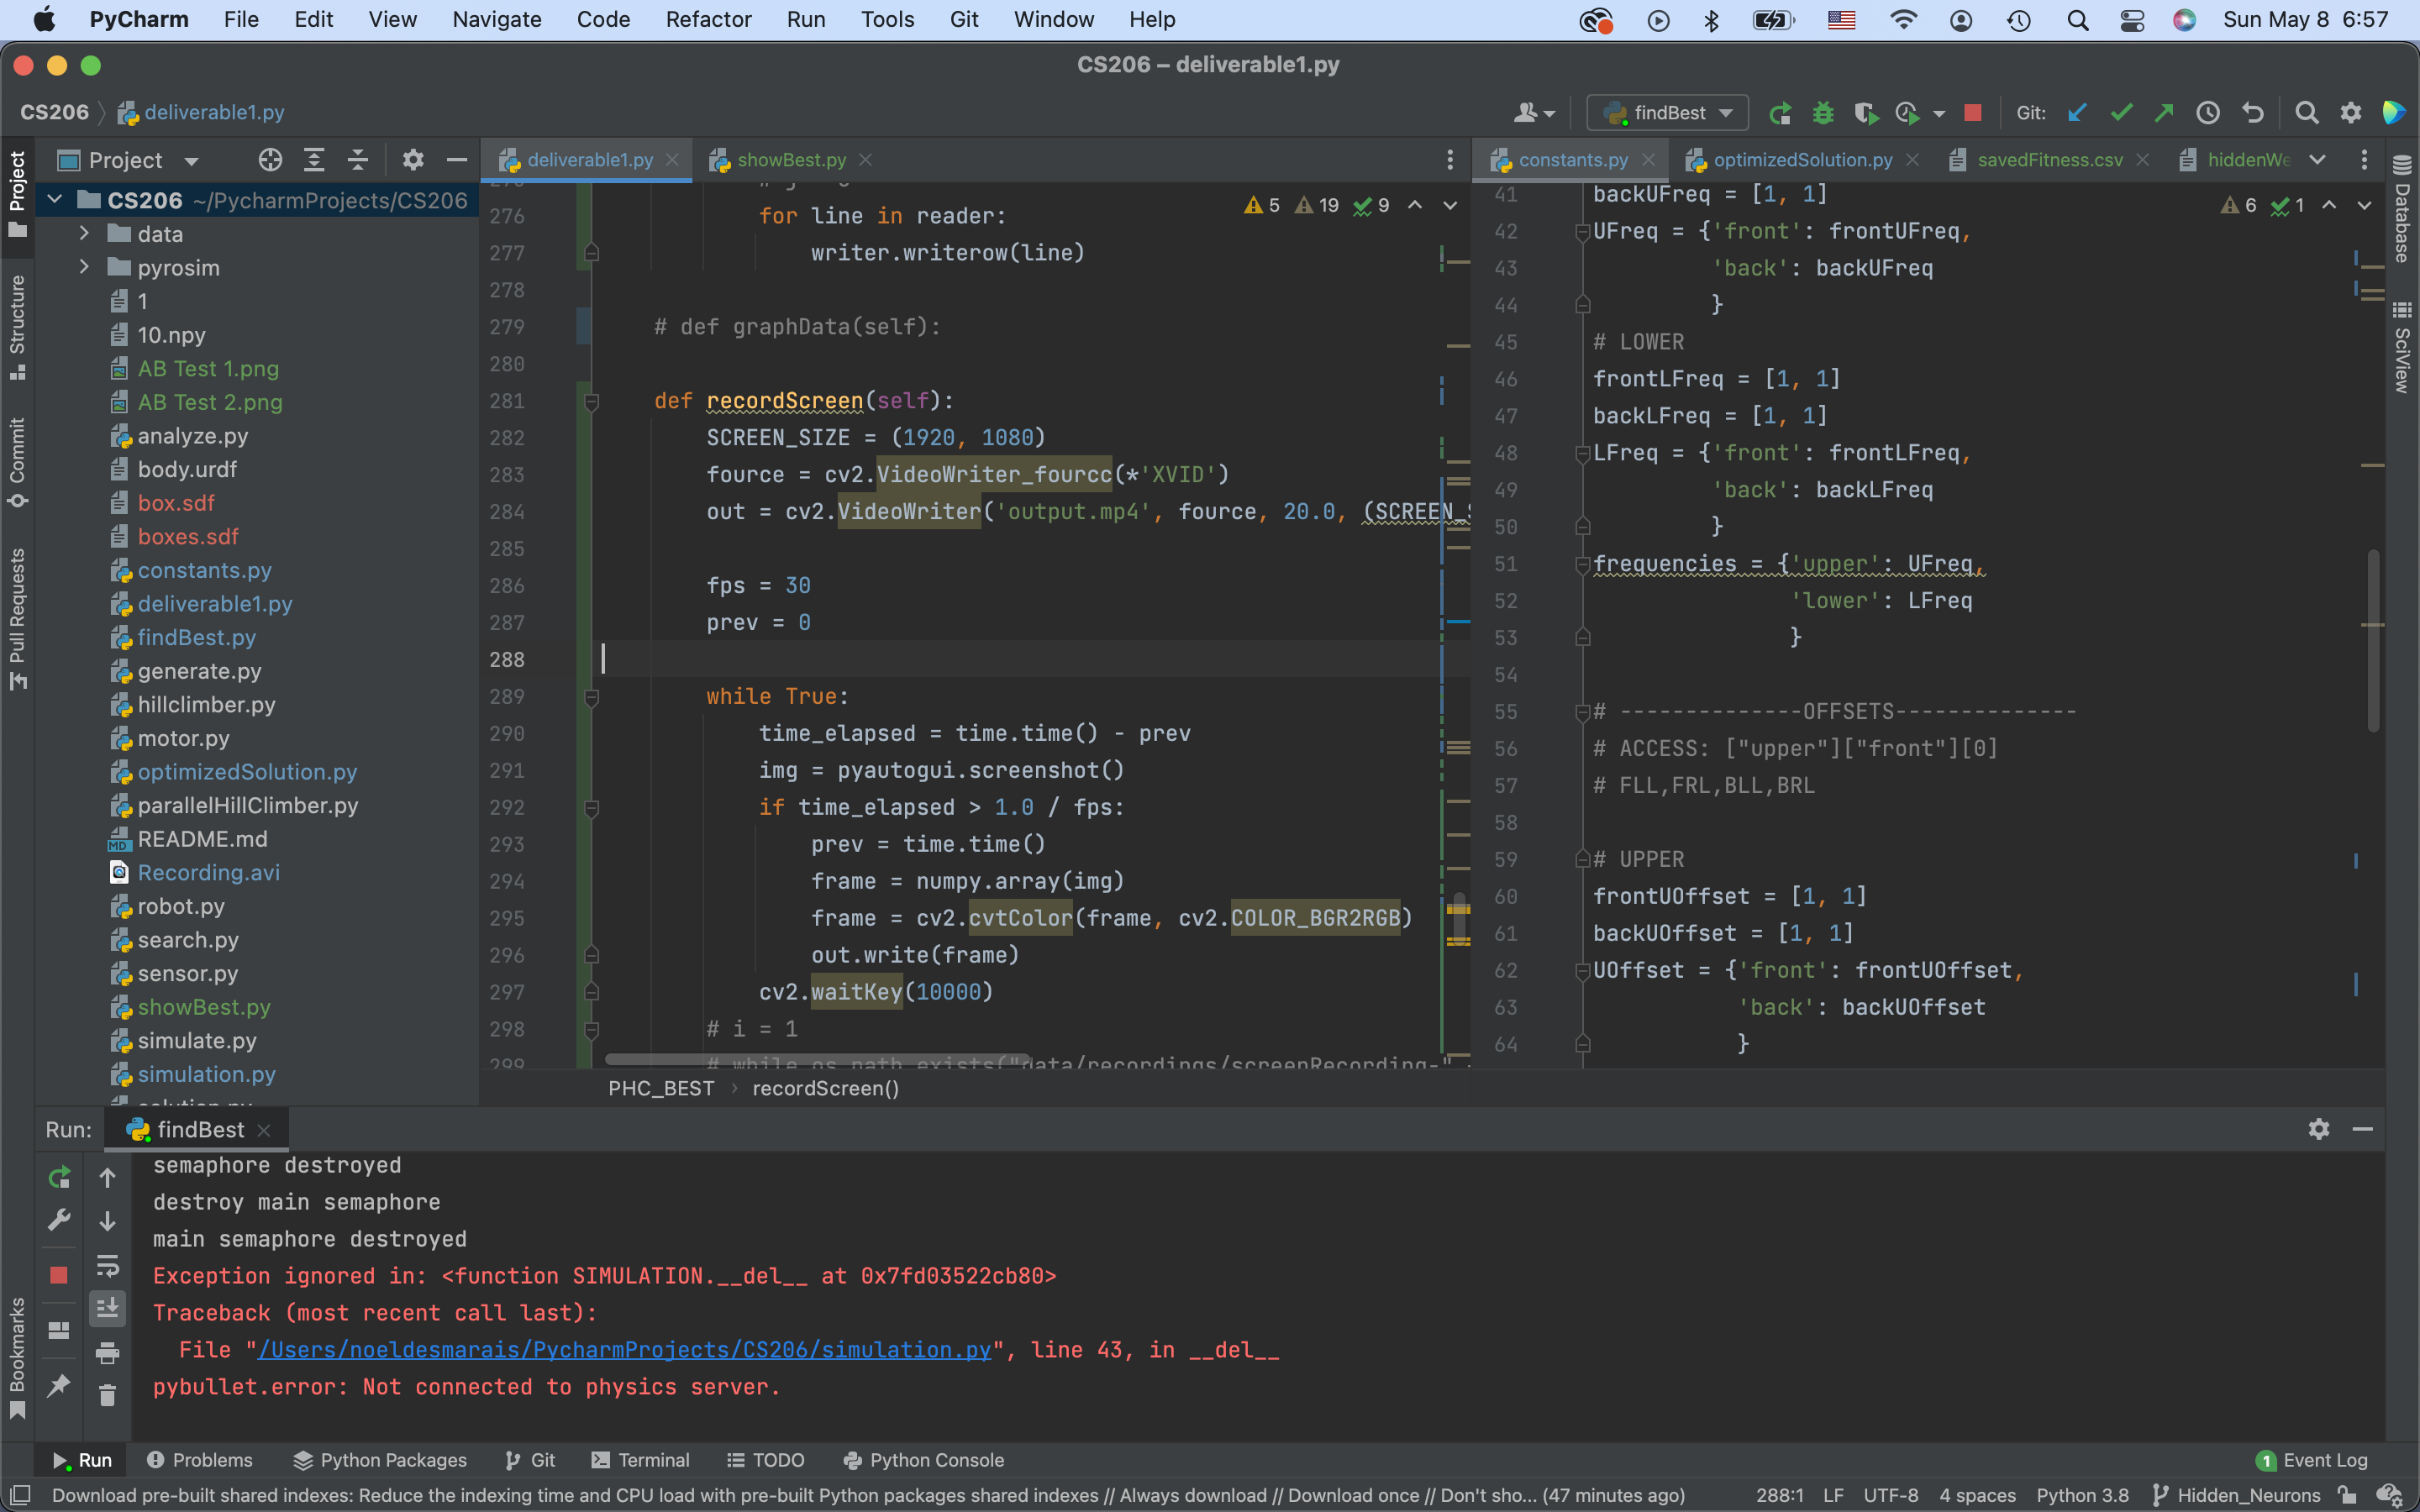 PyCharm File Edit View Navigate Code Refactor Run Tools Git Window Help Sun May 8 6:57
CS206 – deliverable1.py
CS206 deliverable1.py findBest Git:
Project deliverable1.py showBest.py constants.py optimizedSolution.py savedFitness.csv hiddenWe
Project
Structure
Commit
Pull Requests
Bookmarks
CS206 ~/PycharmProjects/CS206
data
pyrosim
1
10.npy
AB Test 1.png
AB Test 2.png
analyze.py
body.urdf
box.sdf
boxes.sdf
constants.py
deliverable1.py
findBest.py
generate.py
hillclimber.py
motor.py
optimizedSolution.py
parallelHillClimber.py
README.md
Recording.avi
robot.py
search.py
sensor.py
showBest.py
simulate.py
simulation.py
5 19 9
276 for line in reader:
277 writer.writerow(line)
278
279 # def graphData(self):
280
281 def recordScreen(self):
282 SCREEN_SIZE = (1920, 1080)
283 fource = cv2.VideoWriter_fourcc(*'XVID')
284 out = cv2.VideoWriter('output.mp4', fource, 20.0, (SCREEN_S
285
286 fps = 30
287 prev = 0
288
289 while True:
290 time_elapsed = time.time() - prev
291 img = pyautogui.screenshot()
292 if time_elapsed > 1.0 / fps:
293 prev = time.time()
294 frame = numpy.array(img)
295 frame = cv2.cvtColor(frame, cv2.COLOR_BGR2RGB)
296 out.write(frame)
297 cv2.waitKey(10000)
298 # i = 1
299 # while os.path.exists("data/recordings/screenRecording-"
PHC_BEST › recordScreen()
6 1
41 backUFreq = [1, 1]
42 UFreq = {'front': frontUFreq,
43 'back': backUFreq
44 }
45 # LOWER
46 frontLFreq = [1, 1]
47 backLFreq = [1, 1]
48 LFreq = {'front': frontLFreq,
49 'back': backLFreq
50 }
51 frequencies = {'upper': UFreq,
52 'lower': LFreq
53 }
54
55 # --------------OFFSETS--------------
56 # ACCESS: ["upper"]["front"][0]
57 # FLL,FRL,BLL,BRL
58
59 # UPPER
60 frontUOffset = [1, 1]
61 backUOffset = [1, 1]
62 UOffset = {'front': frontUOffset,
63 'back': backUOffset
64 }
Database
SciView
Run: findBest
semaphore destroyed
destroy main semaphore
main semaphore destroyed
Exception ignored in: <function SIMULATION.__del__ at 0x7fd03522cb80>
Traceback (most recent call last):
File "/Users/noeldesmarais/PycharmProjects/CS206/simulation.py", line 43, in __del__
pybullet.error: Not connected to physics server.
Run Problems Python Packages Git Terminal TODO Python Console 1 Event Log
Download pre-built shared indexes: Reduce the indexing time and CPU load with pre-built Python packages shared indexes // Always download // Download once // Don't sho... (47 minutes ago) 288:1 LF UTF-8 4 spaces Python 3.8 Hidden_Neurons